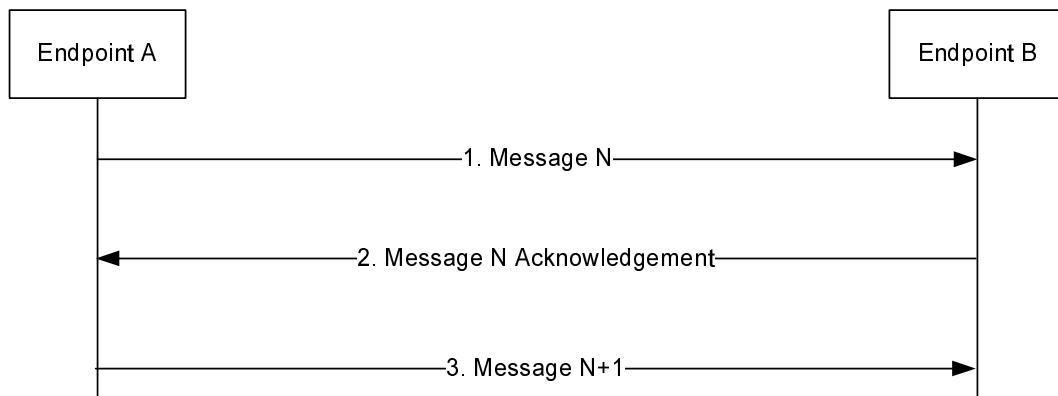 Endpoint A
Endpoint B
1. Message N
2. Message N Acknowledgement
3. Message N+1